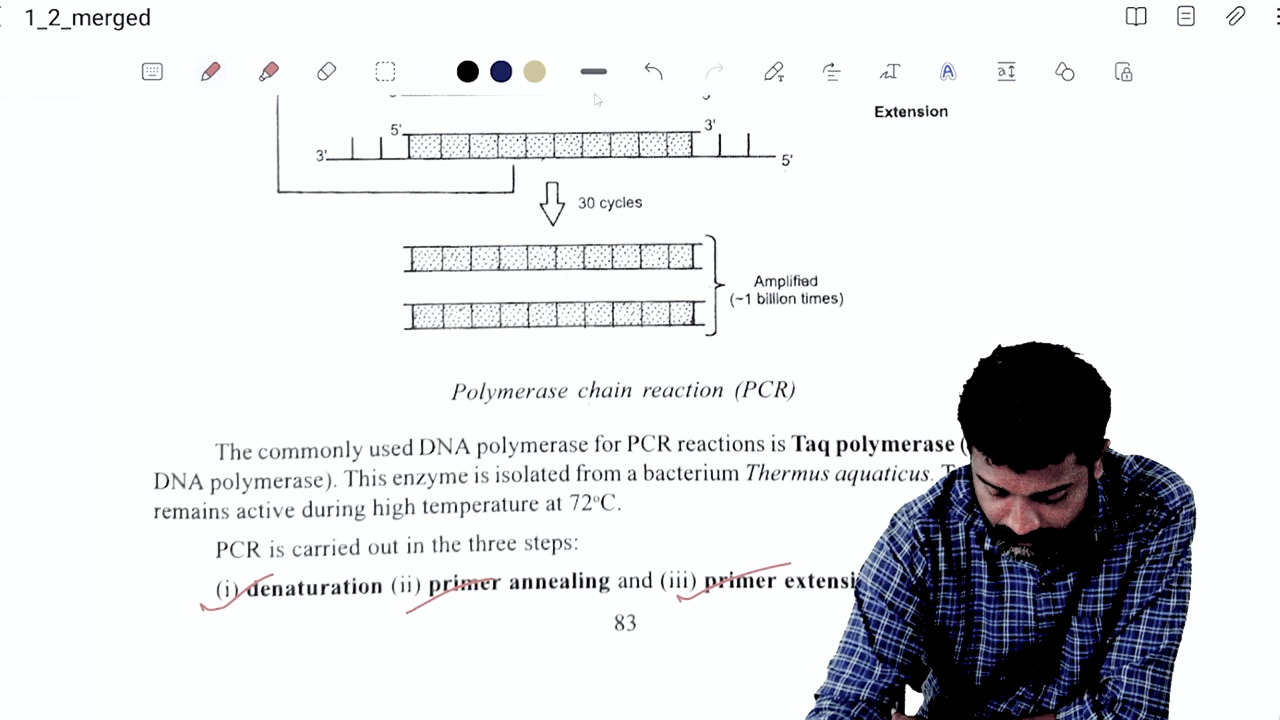 1_2_merged
Extension
5' 3'
3' 5'
30 cycles
Amplified
(~1 billion times)
Polymerase chain reaction (PCR)
The commonly used DNA polymerase for PCR reactions is Taq polymerase (
DNA polymerase). This enzyme is isolated from a bacterium Thermus aquaticus.
remains active during high temperature at 72°C.
PCR is carried out in the three steps:
(i) denaturation (ii) primer annealing and (iii) primer extensi
83